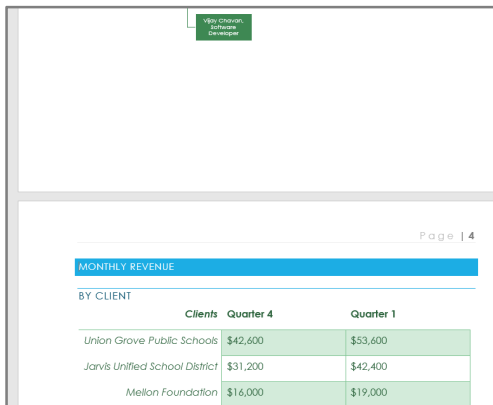 Vijay Chavan,
Software
Developer
Page | 4
MONTHLY REVENUE
BY CLIENT
Clients Quarter 4 Quarter 1
Union Grove Public Schools $42,600 $53,600
Jarvis Unified School District $31,200 $42,400
Mellon Foundation $16,000 $19,000